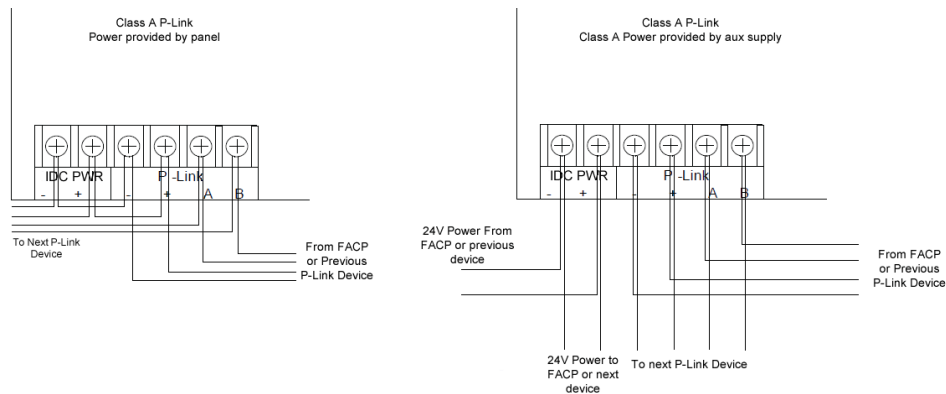 Class A P-Link
Power provided by panel
IDC PWR P -Link
- + - + A B
To Next P-Link
Device
From FACP
or Previous
P-Link Device
Class A P-Link
Class A Power provided by aux supply
IDC PWR P -Link
- + - + A B
24V Power From
FACP or previous
device
From FACP
or Previous
P-Link Device
24V Power to
FACP or next
device
To next P-Link Device